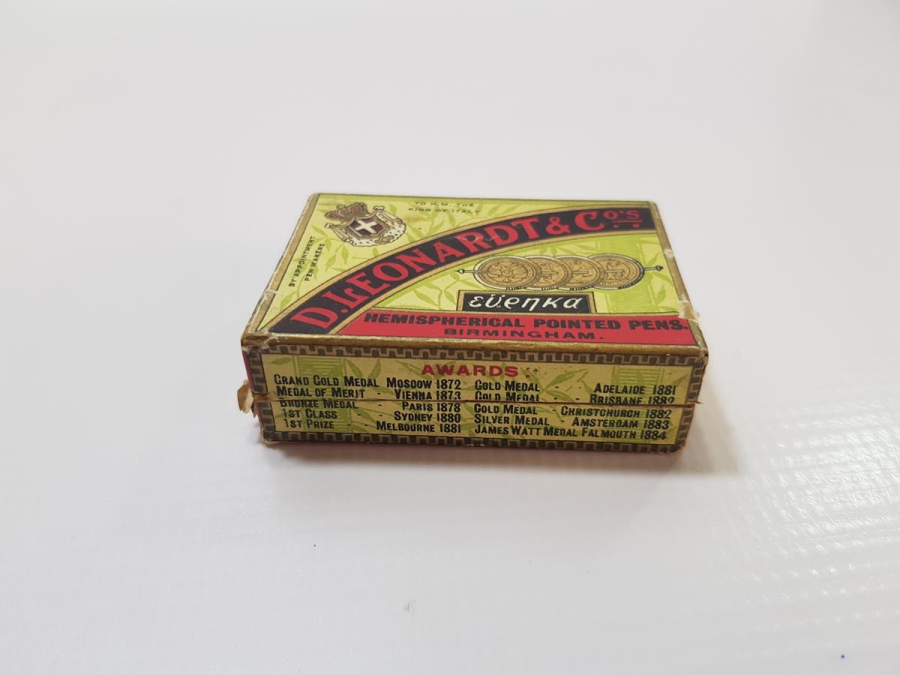 TO H.M. THE
KING OF ITALY
BY APPOINTMENT
PEN MAKERS
D. LEONARDT & Co's
εὕρηκα
HEMISPHERICAL POINTED PENS.
BIRMINGHAM.
AWARDS
GRAND GOLD MEDAL MOSCOW 1872 GOLD MEDAL - ADELAIDE 1881
MEDAL OF MERIT - VIENNA 1873 GOLD MEDAL - BRISBANE 1882
BRONZE MEDAL - PARIS 1878 GOLD MEDAL - CHRISTCHURCH 1882
1ST CLASS - SYDNEY 1880 SILVER MEDAL - AMSTERDAM 1883
1ST PRIZE - MELBOURNE 1881 JAMES WATT MEDAL FALMOUTH 1884